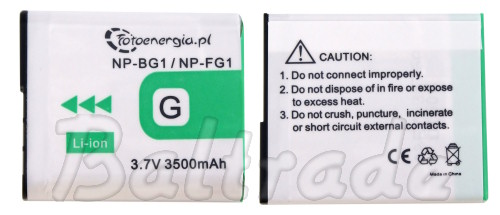 fotoenergia.pl
NP-BG1 / NP-FG1
G
Li-ion
3.7V 3500mAh
CAUTION:
1. Do not connect improperly.
2. Do not dispose of in fire or expose
to excess heat.
3. Do not crush, puncture, incinerate
or short circuit external contacts.
CE
Made in China
Baltrade